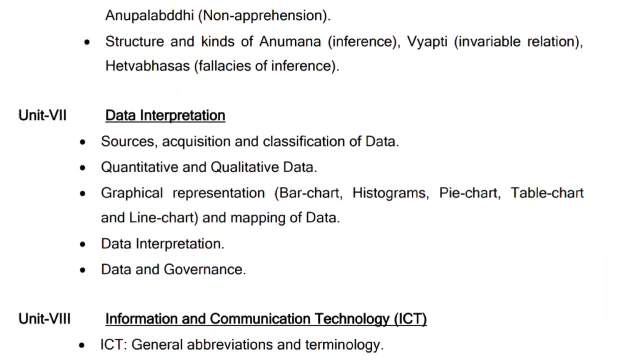 Anupalabddhi (Non-apprehension).
• Structure and kinds of Anumana (inference), Vyapti (invariable relation),
Hetvabhasas (fallacies of inference).
Unit-VII Data Interpretation
• Sources, acquisition and classification of Data.
• Quantitative and Qualitative Data.
• Graphical representation (Bar-chart, Histograms, Pie-chart, Table-chart
and Line-chart) and mapping of Data.
• Data Interpretation.
• Data and Governance.
Unit-VIII Information and Communication Technology (ICT)
• ICT: General abbreviations and terminology.